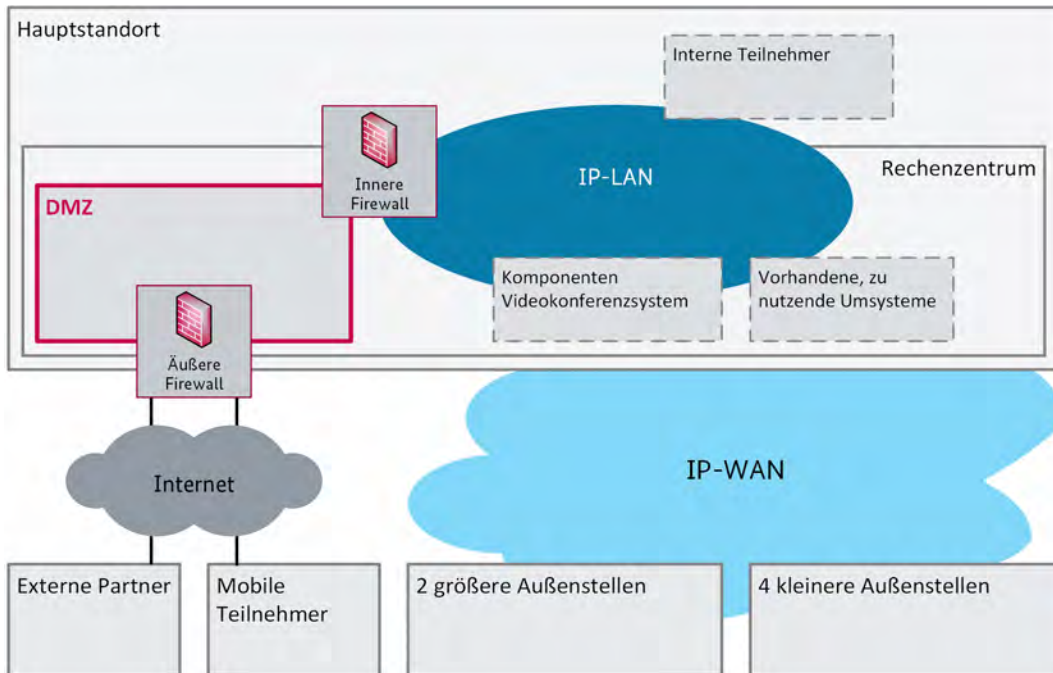 Hauptstandort
Interne Teilnehmer
Innere
Firewall
IP-LAN
Rechenzentrum
DMZ
Komponenten
Videokonferenzsystem
Vorhandene, zu
nutzende Umsysteme
Äußere
Firewall
Internet
IP-WAN
Externe Partner
Mobile
Teilnehmer
2 größere Außenstellen
4 kleinere Außenstellen